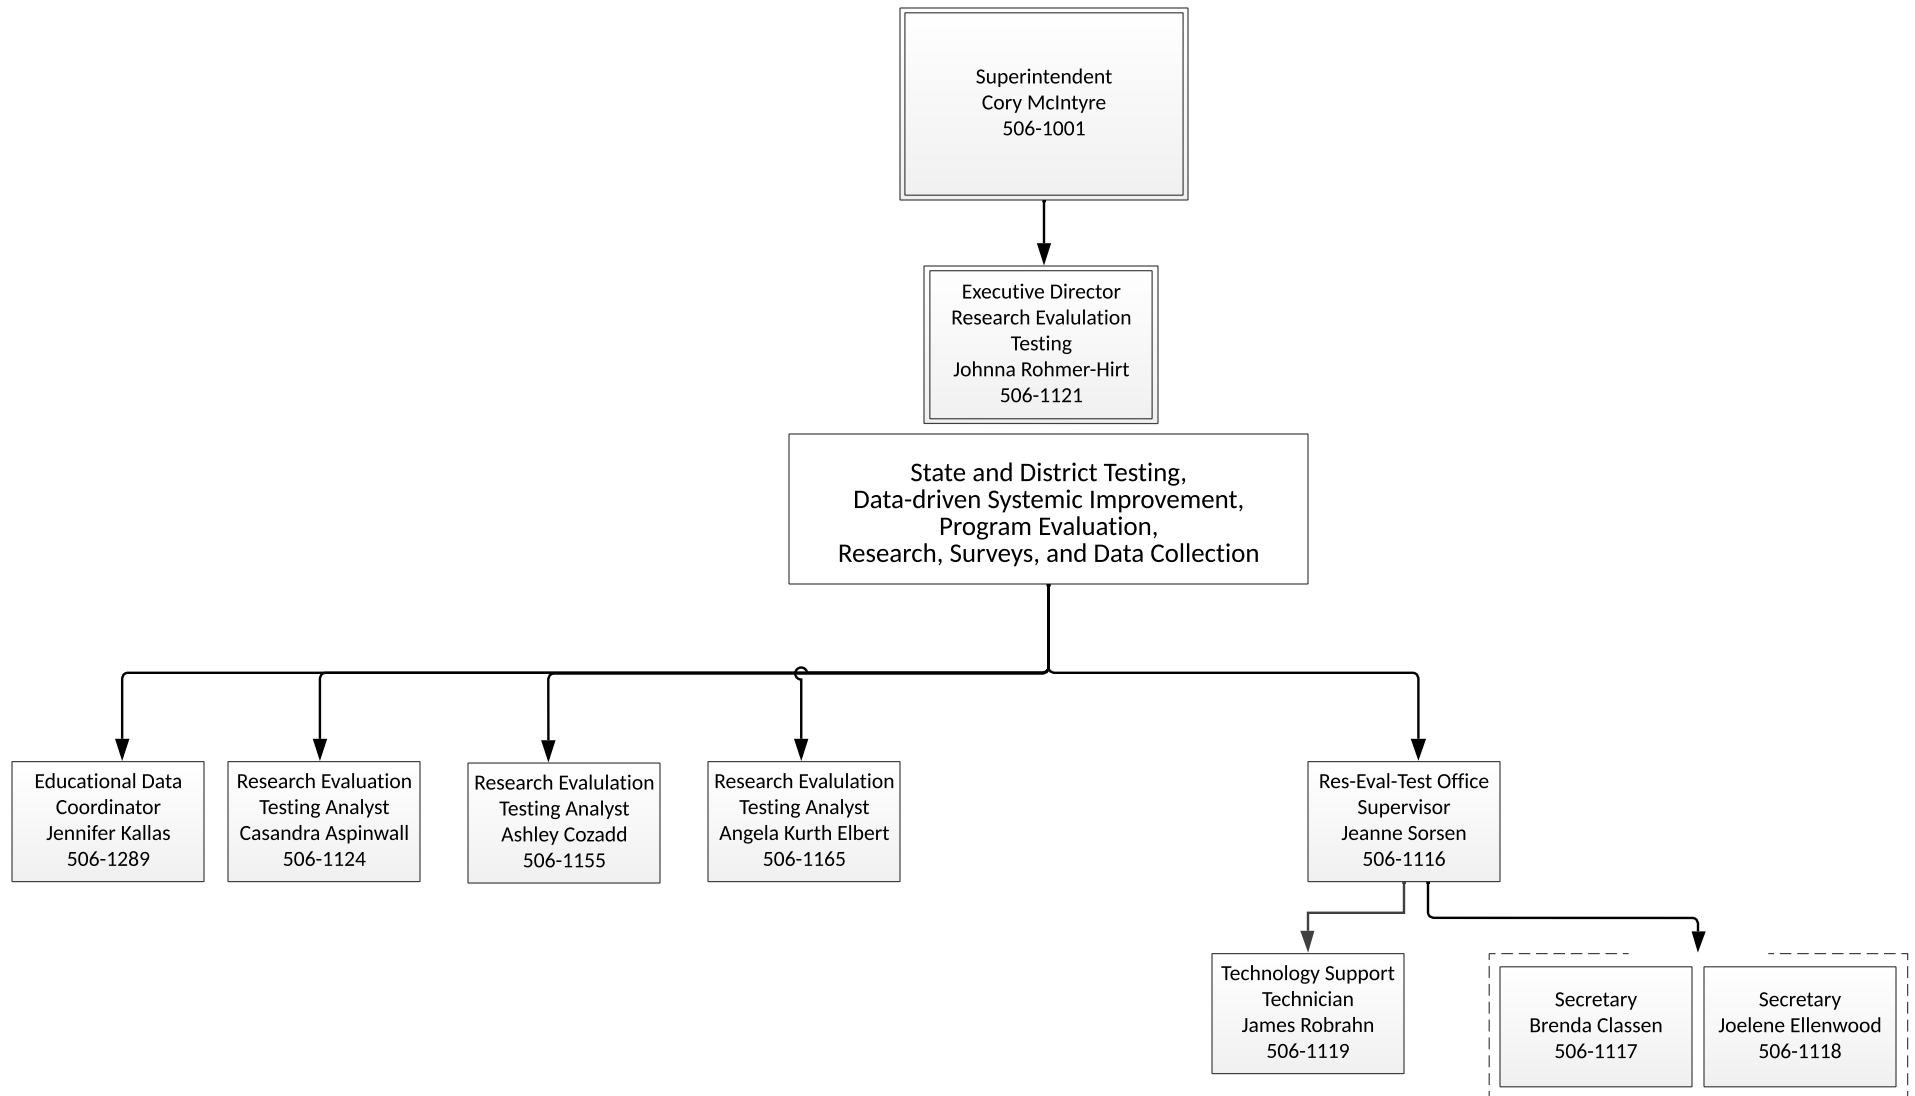 Superintendent
Cory McIntyre
506-1001
Executive Director
Research Evalulation
Testing
Johnna Rohmer-Hirt
506-1121
State and District Testing,
Data-driven Systemic Improvement,
Program Evaluation,
Research, Surveys, and Data Collection
Educational Data
Coordinator
Jennifer Kallas
506-1289
Research Evaluation
Testing Analyst
Casandra Aspinwall
506-1124
Research Evalulation
Testing Analyst
Ashley Cozadd
506-1155
Research Evalulation
Testing Analyst
Angela Kurth Elbert
506-1165
Res-Eval-Test Office
Supervisor
Jeanne Sorsen
506-1116
Technology Support
Technician
James Robrahn
506-1119
Secretary
Brenda Classen
506-1117
Secretary
Joelene Ellenwood
506-1118